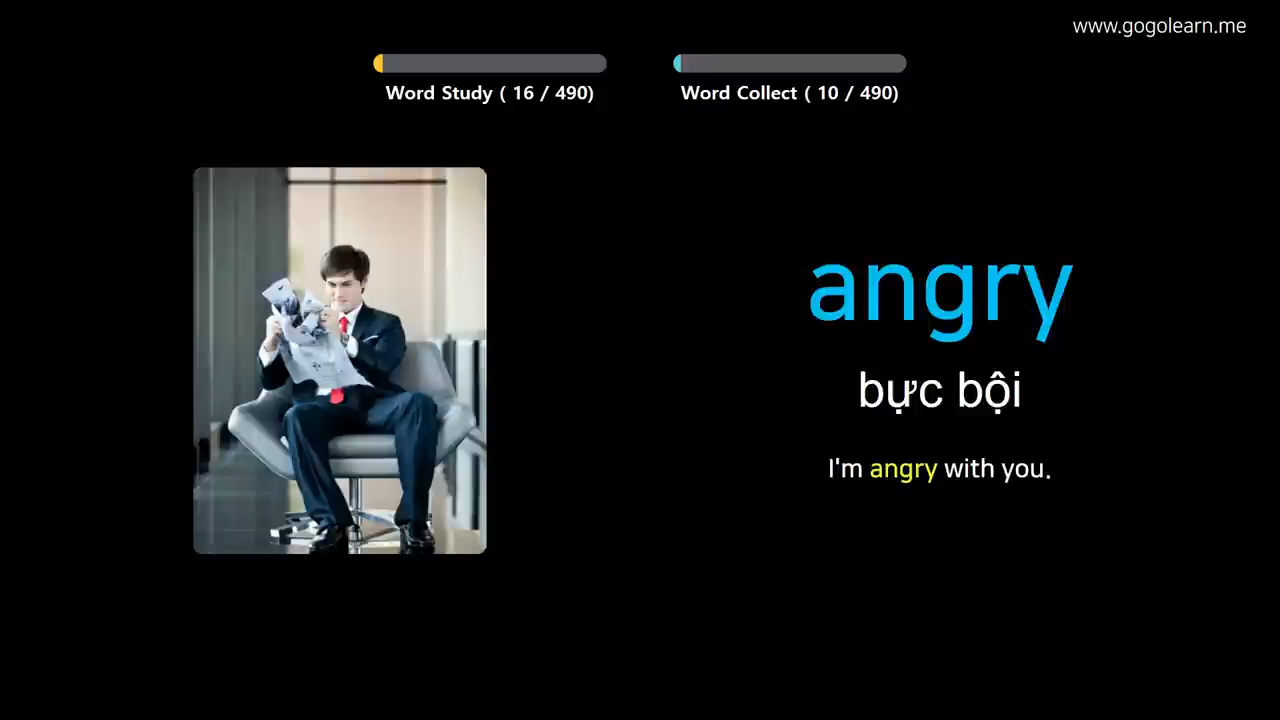 www.gogolearn.me
Word Study ( 16 / 490)
Word Collect ( 10 / 490)
angry
bực bội
I'm angry with you.